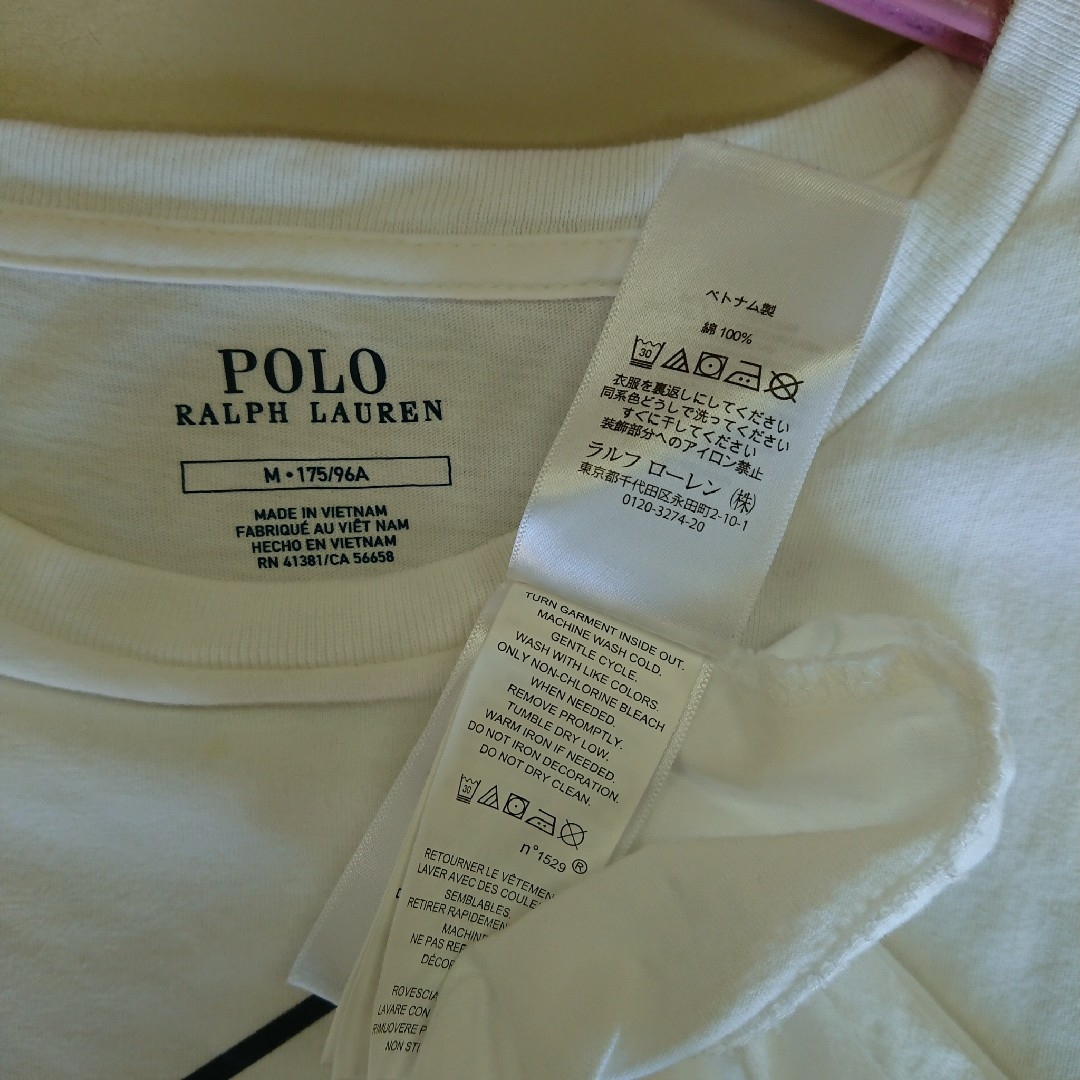 POLO
RALPH LAUREN
M • 175/96A
MADE IN VIETNAM
FABRIQUÉ AU VIÊT NAM
HECHO EN VIETNAM
RN 41381/CA 56658
ベトナム製
綿 100%
30
衣服を裏返しにしてください
同系色どうしで洗ってください
すぐに干してください
装飾部分へのアイロン禁止
ラルフ ローレン (株)
東京都千代田区永田町2-10-1
0120-3274-20
TURN GARMENT INSIDE OUT.
MACHINE WASH COLD.
GENTLE CYCLE.
WASH WITH LIKE COLORS.
ONLY NON-CHLORINE BLEACH
WHEN NEEDED.
REMOVE PROMPTLY.
TUMBLE DRY LOW.
WARM IRON IF NEEDED.
DO NOT IRON DECORATION.
DO NOT DRY CLEAN.
30
n°1529 ®
RETOURNER LE VÊTEMEN
LAVER AVEC DES COULE
SEMBLABLES.
RETIRER RAPIDEMEN
MACHIN
NE PAS REP
DÉCOR
ROVESCIA
LAVARE CON
RIMUOVERE P
NON STI